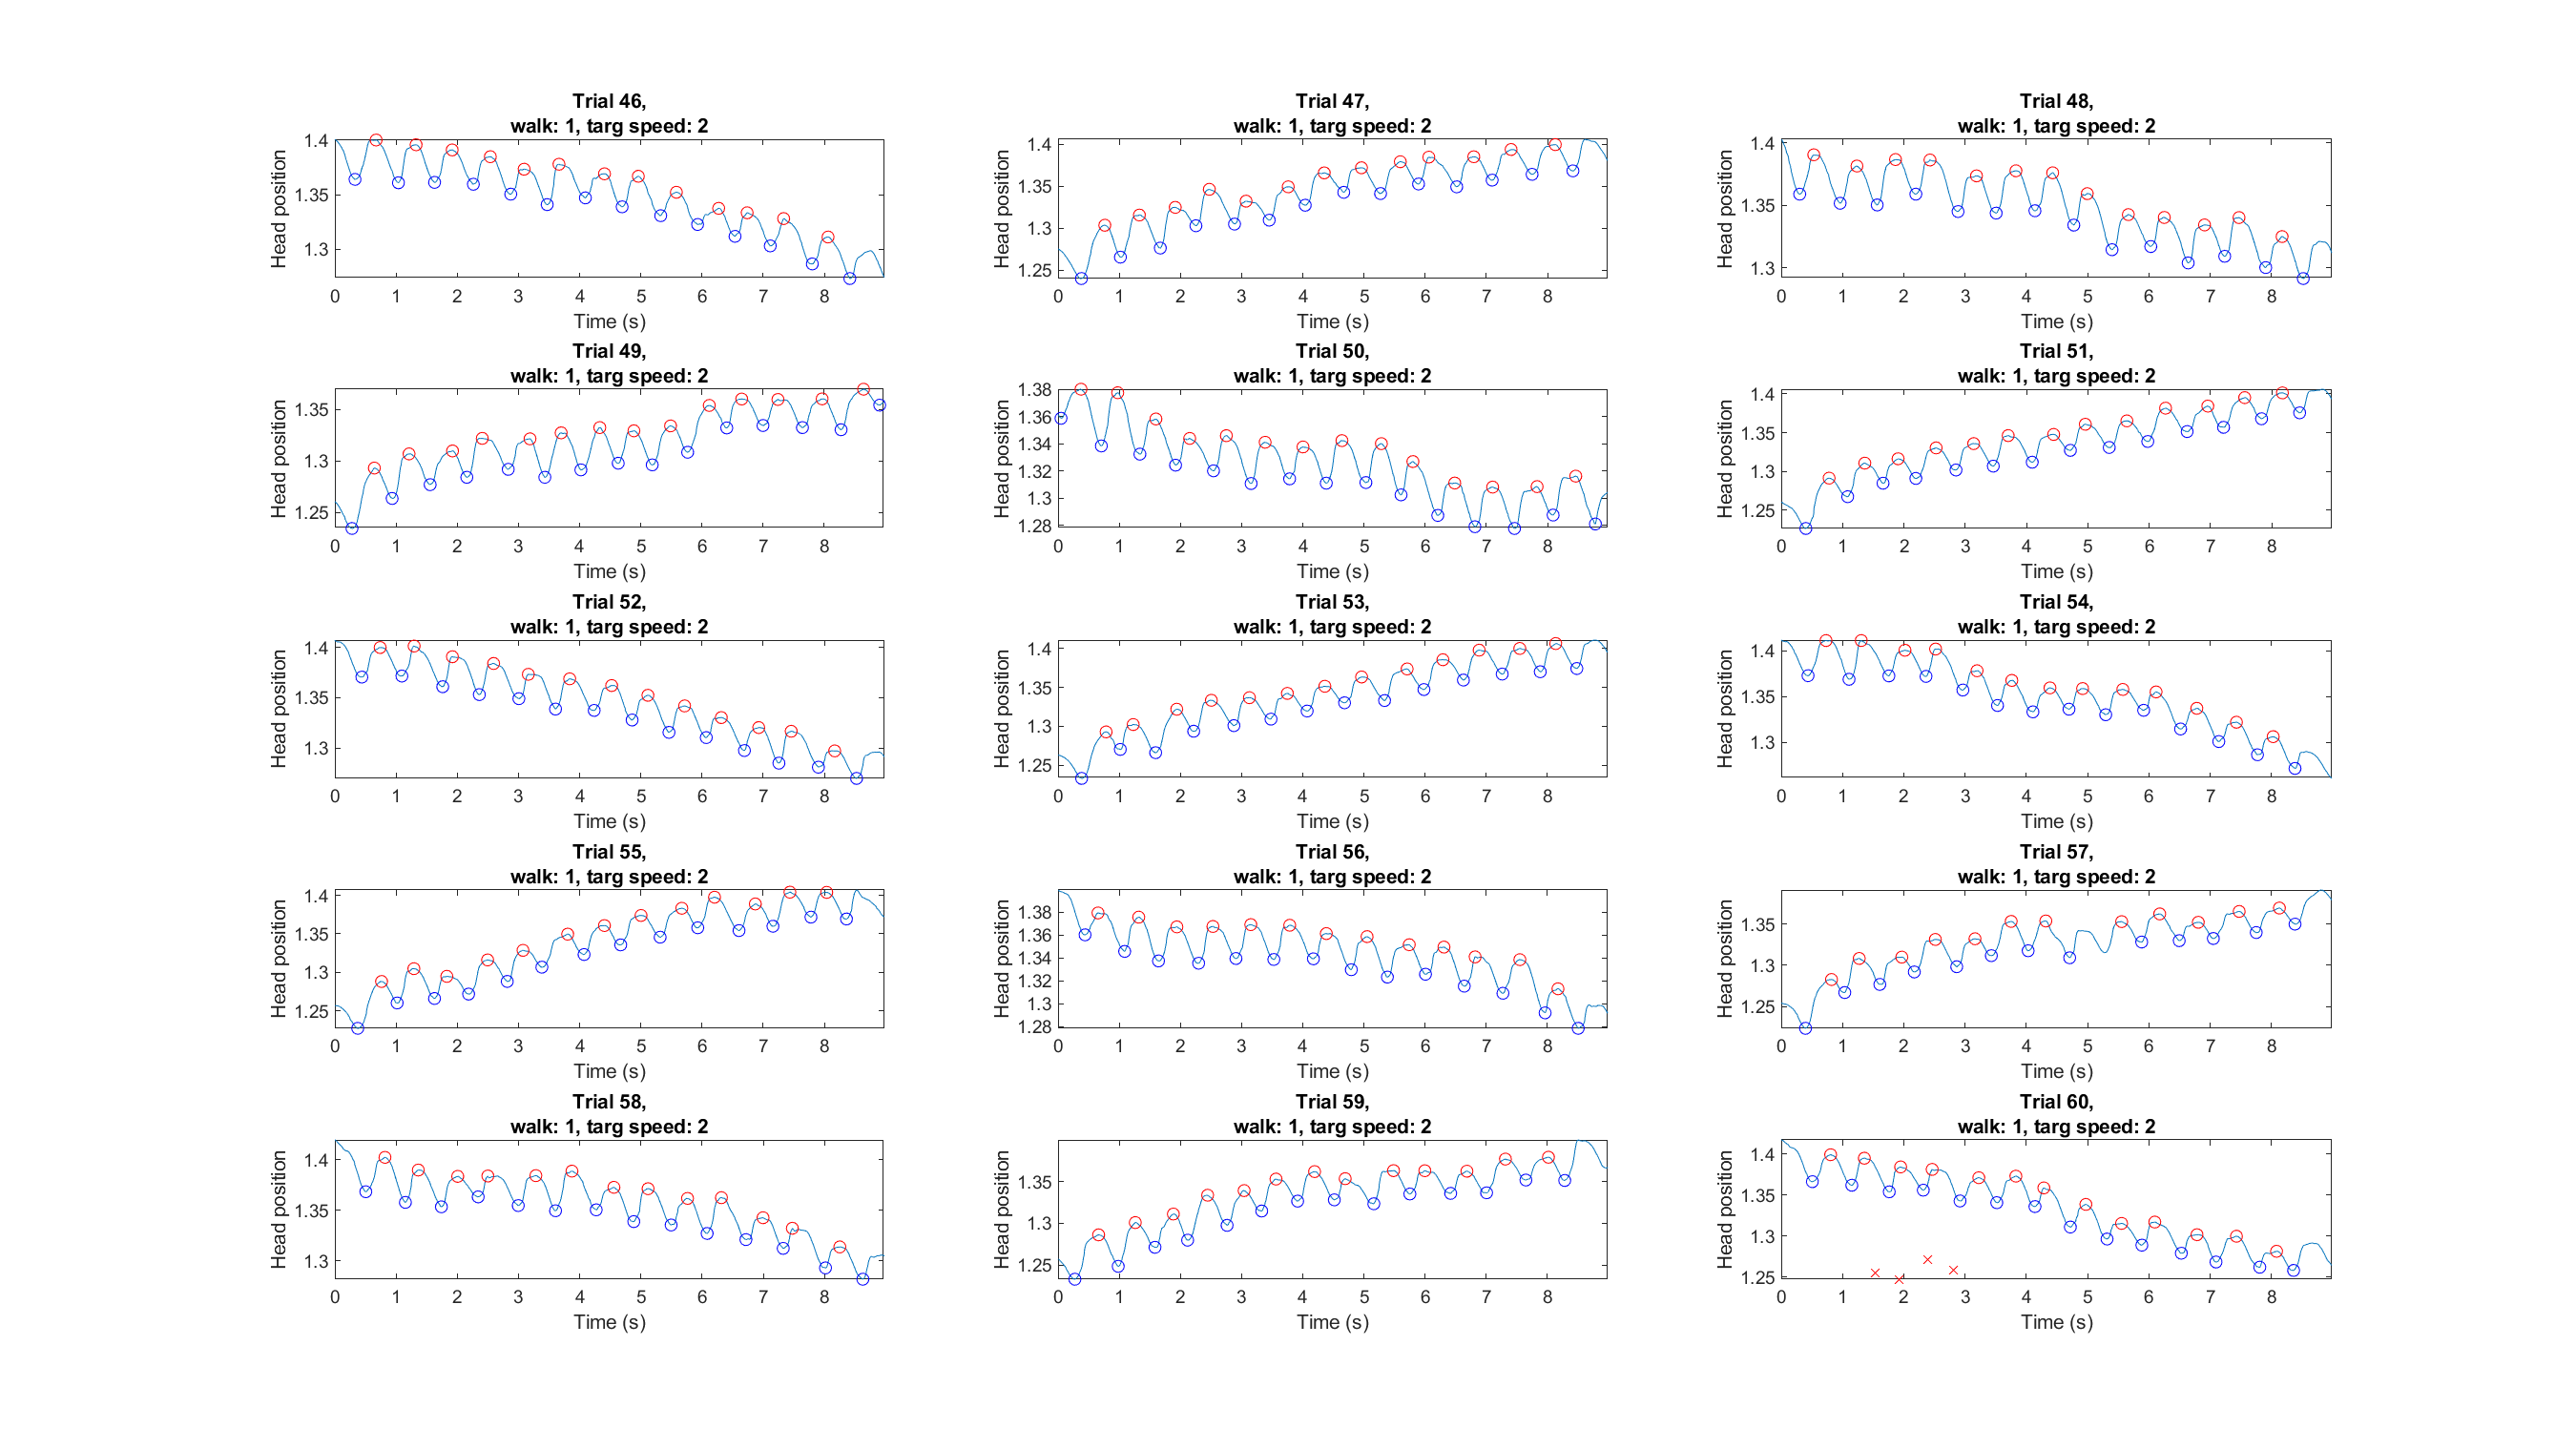 Trial 46,
walk: 1, targ speed: 2
1.4
1.35
1.3
Head position
0 1 2 3 4 5 6 7 8
Time (s)
Trial 47,
walk: 1, targ speed: 2
1.4
1.35
1.3
1.25
Head position
0 1 2 3 4 5 6 7 8
Time (s)
Trial 48,
walk: 1, targ speed: 2
1.4
1.35
1.3
Head position
0 1 2 3 4 5 6 7 8
Time (s)
Trial 49,
walk: 1, targ speed: 2
1.35
1.3
1.25
Head position
0 1 2 3 4 5 6 7 8
Time (s)
Trial 50,
walk: 1, targ speed: 2
1.38
1.36
1.34
1.32
1.3
1.28
Head position
0 1 2 3 4 5 6 7 8
Time (s)
Trial 51,
walk: 1, targ speed: 2
1.4
1.35
1.3
1.25
Head position
0 1 2 3 4 5 6 7 8
Time (s)
Trial 52,
walk: 1, targ speed: 2
1.4
1.35
1.3
Head position
0 1 2 3 4 5 6 7 8
Time (s)
Trial 53,
walk: 1, targ speed: 2
1.4
1.35
1.3
1.25
Head position
0 1 2 3 4 5 6 7 8
Time (s)
Trial 54,
walk: 1, targ speed: 2
1.4
1.35
1.3
Head position
0 1 2 3 4 5 6 7 8
Time (s)
Trial 55,
walk: 1, targ speed: 2
1.4
1.35
1.3
1.25
Head position
0 1 2 3 4 5 6 7 8
Time (s)
Trial 56,
walk: 1, targ speed: 2
1.38
1.36
1.34
1.32
1.3
1.28
Head position
0 1 2 3 4 5 6 7 8
Time (s)
Trial 57,
walk: 1, targ speed: 2
1.35
1.3
1.25
Head position
0 1 2 3 4 5 6 7 8
Time (s)
Trial 58,
walk: 1, targ speed: 2
1.4
1.35
1.3
Head position
0 1 2 3 4 5 6 7 8
Time (s)
Trial 59,
walk: 1, targ speed: 2
1.35
1.3
1.25
Head position
0 1 2 3 4 5 6 7 8
Time (s)
Trial 60,
walk: 1, targ speed: 2
1.4
1.35
1.3
1.25
Head position
0 1 2 3 4 5 6 7 8
Time (s)